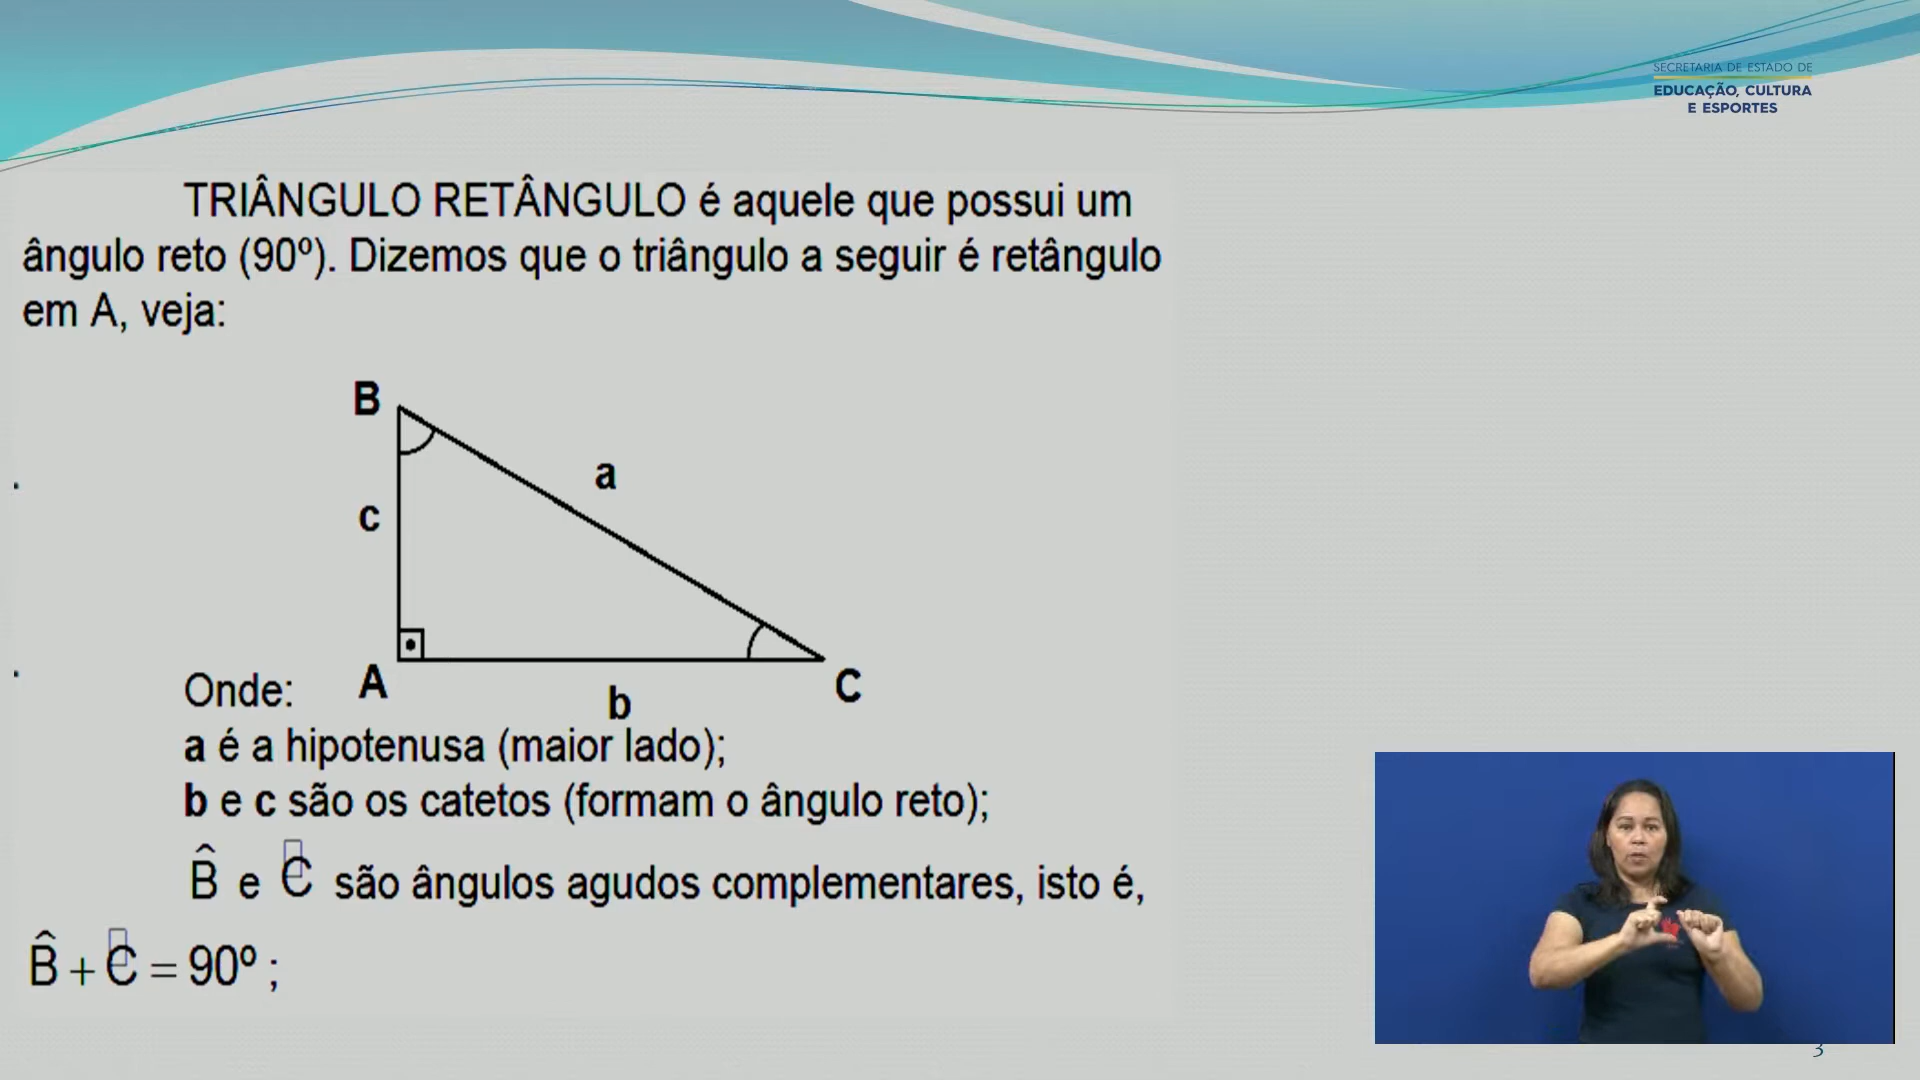 SECRETARIA DE ESTADO DE
EDUCAÇÃO, CULTURA
E ESPORTES
TRIÂNGULO RETÂNGULO é aquele que possui um
ângulo reto (90º). Dizemos que o triângulo a seguir é retângulo
em A, veja:
B
a
c
A
b
C
Onde:
a é a hipotenusa (maior lado);
b e c são os catetos (formam o ângulo reto);
B̂ e C são ângulos agudos complementares, isto é,
B̂ + C = 90º ;
3